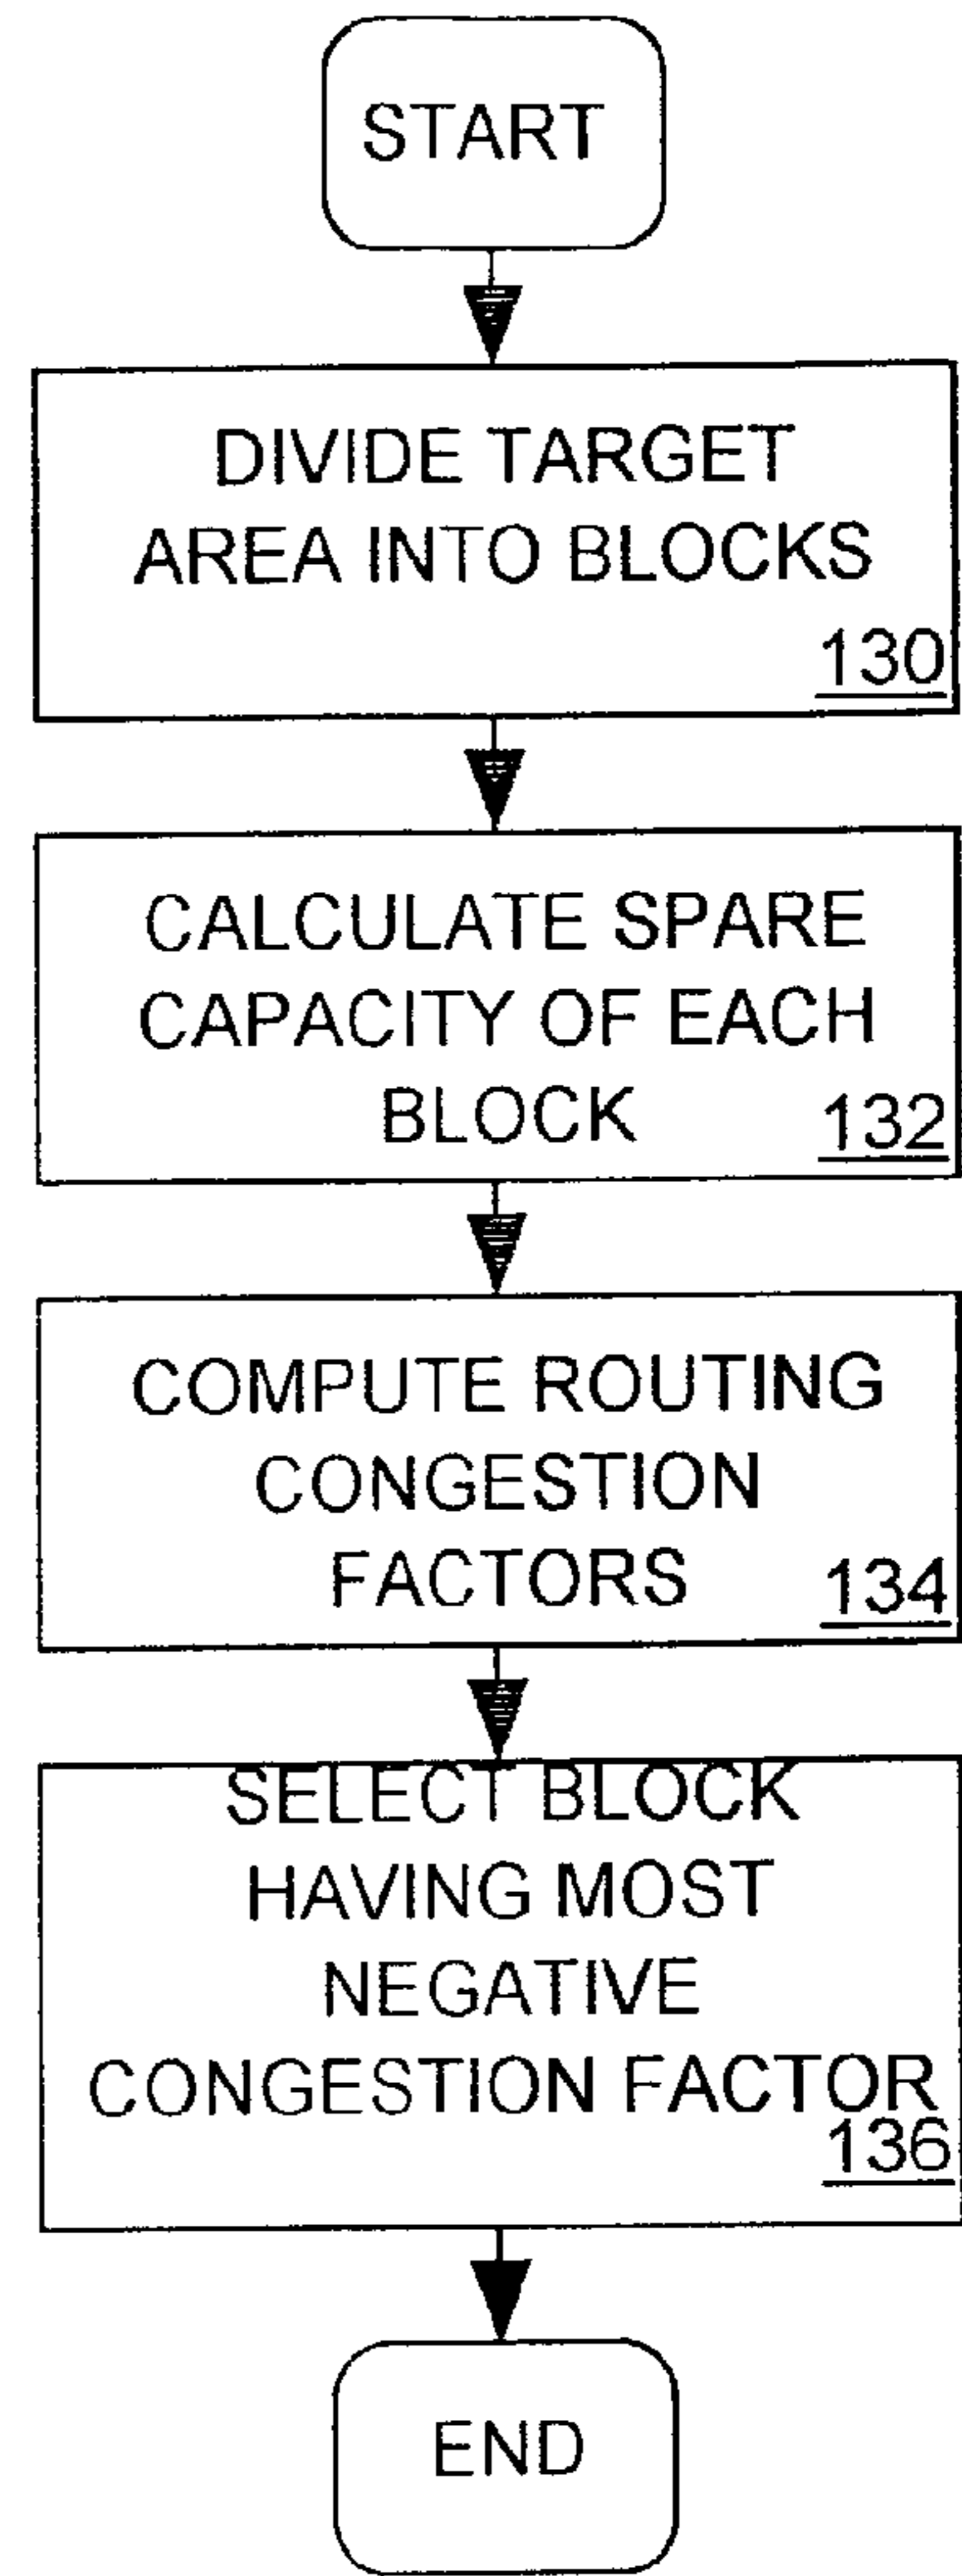 START
DIVIDE TARGET
AREA INTO BLOCKS
130
CALCULATE SPARE
CAPACITY OF EACH
BLOCK
132
COMPUTE ROUTING
CONGESTION
FACTORS
134
SELECT BLOCK
HAVING MOST
NEGATIVE
CONGESTION FACTOR
136
END